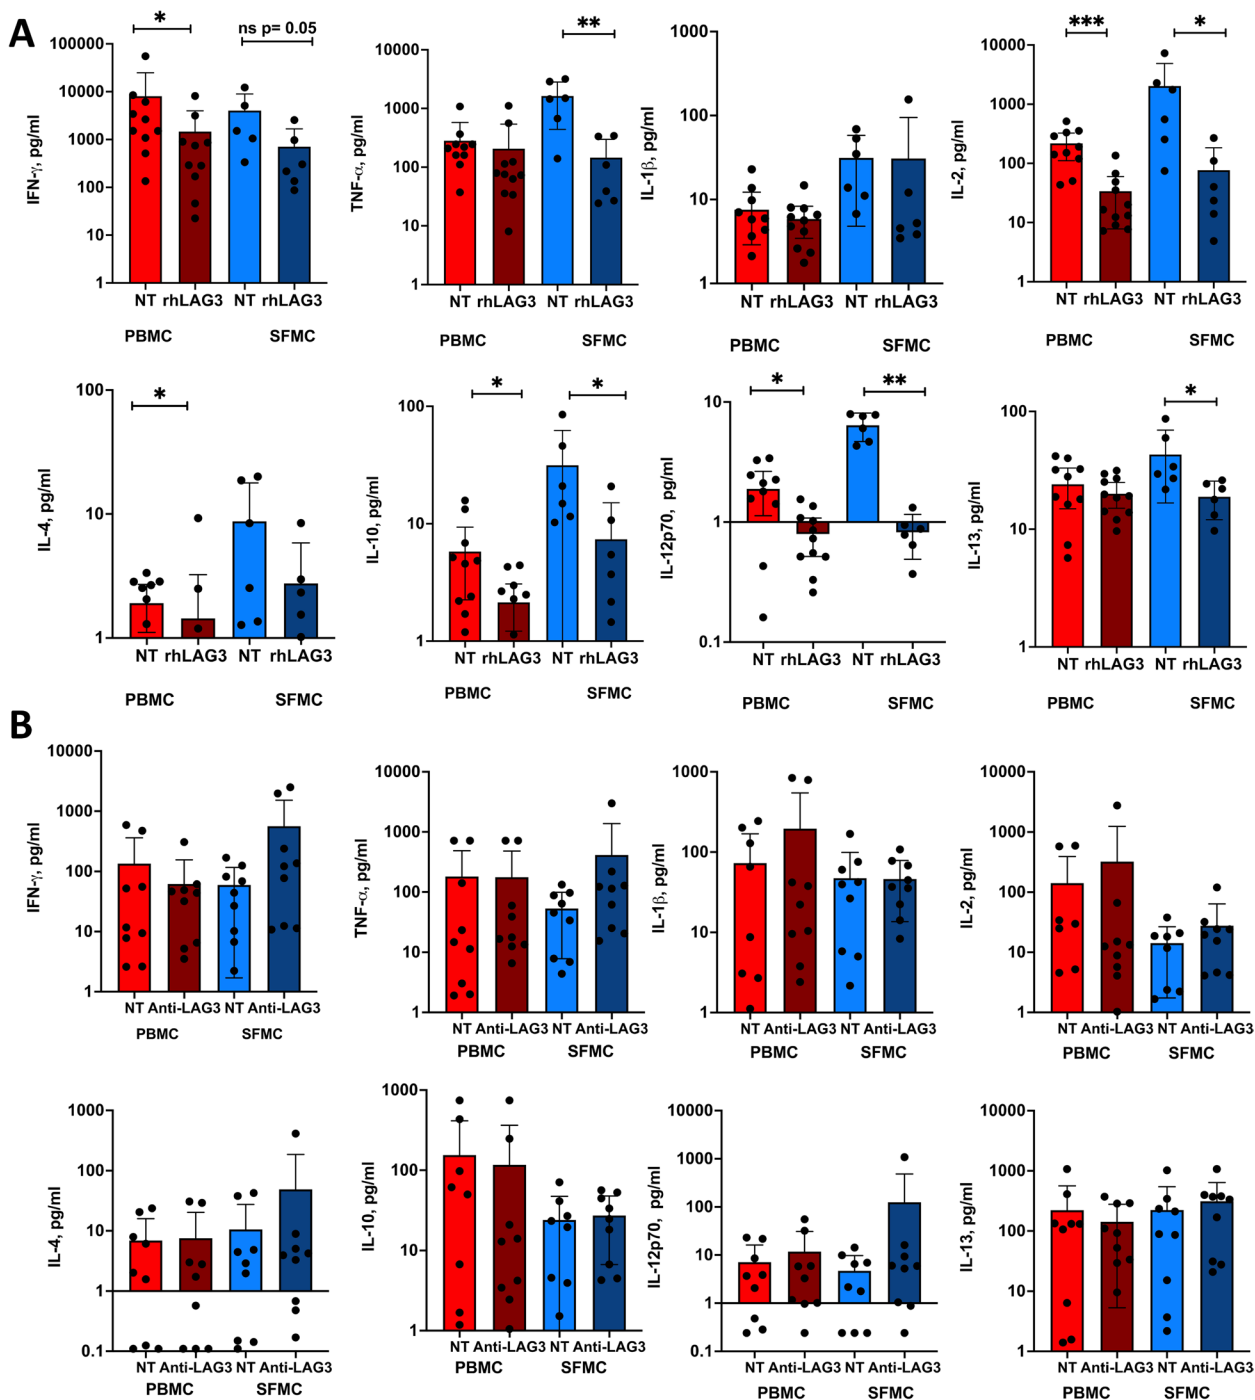 A
IFN-γ, pg/ml
100000
10000
1000
100
10
1
*
ns p= 0.05
NT rhLAG3 NT rhLAG3
PBMC SFMC
TNF-α, pg/ml
10000
1000
100
10
1
**
NT rhLAG3 NT rhLAG3
PBMC SFMC
IL-1β, pg/ml
1000
100
10
1
NT rhLAG3 NT rhLAG3
PBMC SFMC
IL-2, pg/ml
10000
1000
100
10
1
***
*
NT rhLAG3 NT rhLAG3
PBMC SFMC
IL-4, pg/ml
100
10
1
*
NT rhLAG3 NT rhLAG3
PBMC SFMC
IL-10, pg/ml
100
10
1
*
*
NT rhLAG3 NT rhLAG3
PBMC SFMC
IL-12p70, pg/ml
10
1
0.1
*
**
NT rhLAG3 NT rhLAG3
PBMC SFMC
IL-13, pg/ml
100
10
1
*
NT rhLAG3 NT rhLAG3
PBMC SFMC
B
IFN-γ, pg/ml
10000
1000
100
10
1
NT Anti-LAG3 NT Anti-LAG3
PBMC SFMC
TNF-α, pg/ml
10000
1000
100
10
1
NT Anti-LAG3 NT Anti-LAG3
PBMC SFMC
IL-1β, pg/ml
1000
100
10
1
NT Anti-LAG3 NT Anti-LAG3
PBMC SFMC
IL-2, pg/ml
10000
1000
100
10
1
NT Anti-LAG3 NT Anti-LAG3
PBMC SFMC
IL-4, pg/ml
1000
100
10
1
0.1
NT Anti-LAG3 NT Anti-LAG3
PBMC SFMC
IL-10, pg/ml
1000
100
10
1
NT Anti-LAG3 NT Anti-LAG3
PBMC SFMC
IL-12p70, pg/ml
10000
1000
100
10
1
0.1
NT Anti-LAG3 NT Anti-LAG3
PBMC SFMC
IL-13, pg/ml
10000
1000
100
10
1
NT Anti-LAG3 NT Anti-LAG3
PBMC SFMC